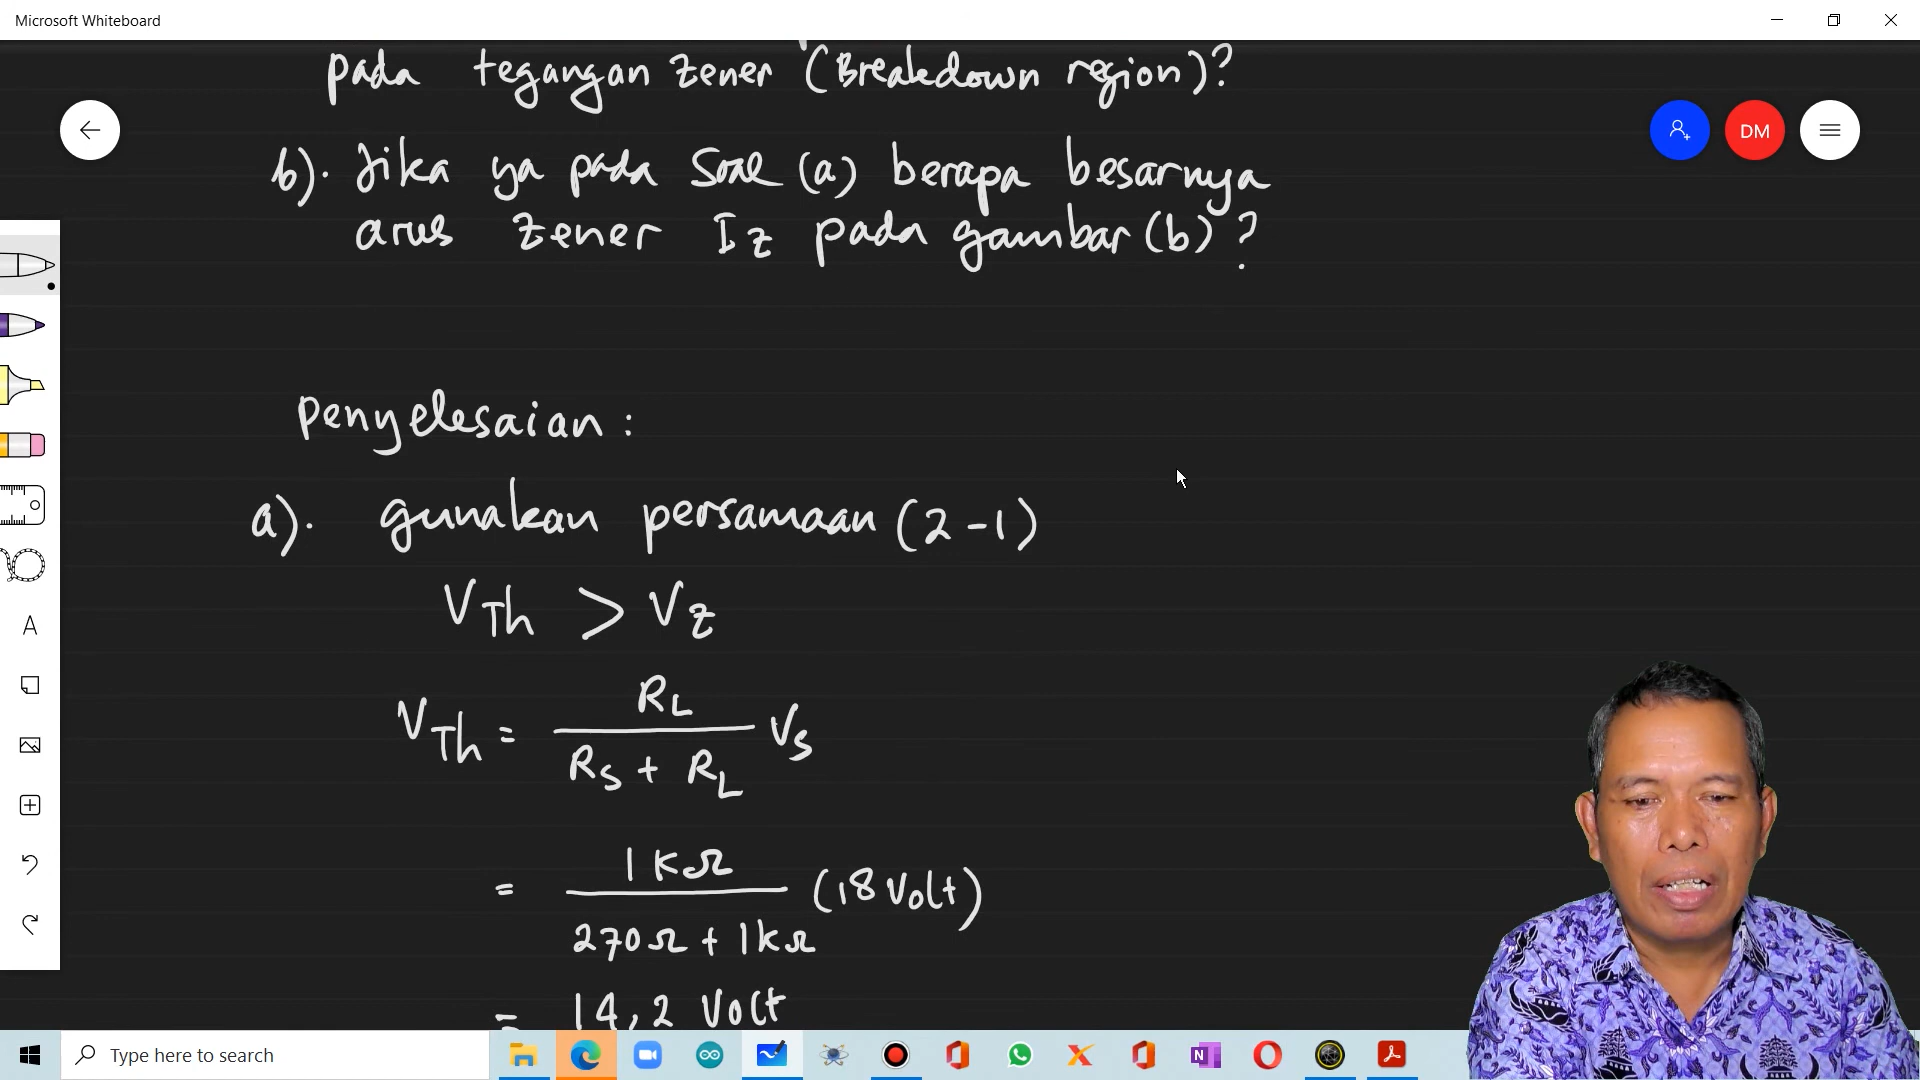 Microsoft Whiteboard
pada tegangan zener (Breakdown region)?
b). Jika ya pada soal (a) berapa besarnya
arus zener Iz pada gambar (b)?
DM
Penyelesaian :
a). gunakan persamaan (2-1)
VTh > Vz
VTh = RL / (RS + RL) Vs
= 1 kΩ / (270 Ω + 1 kΩ) (18 Volt)
= 14,2 Volt
A
Type here to search